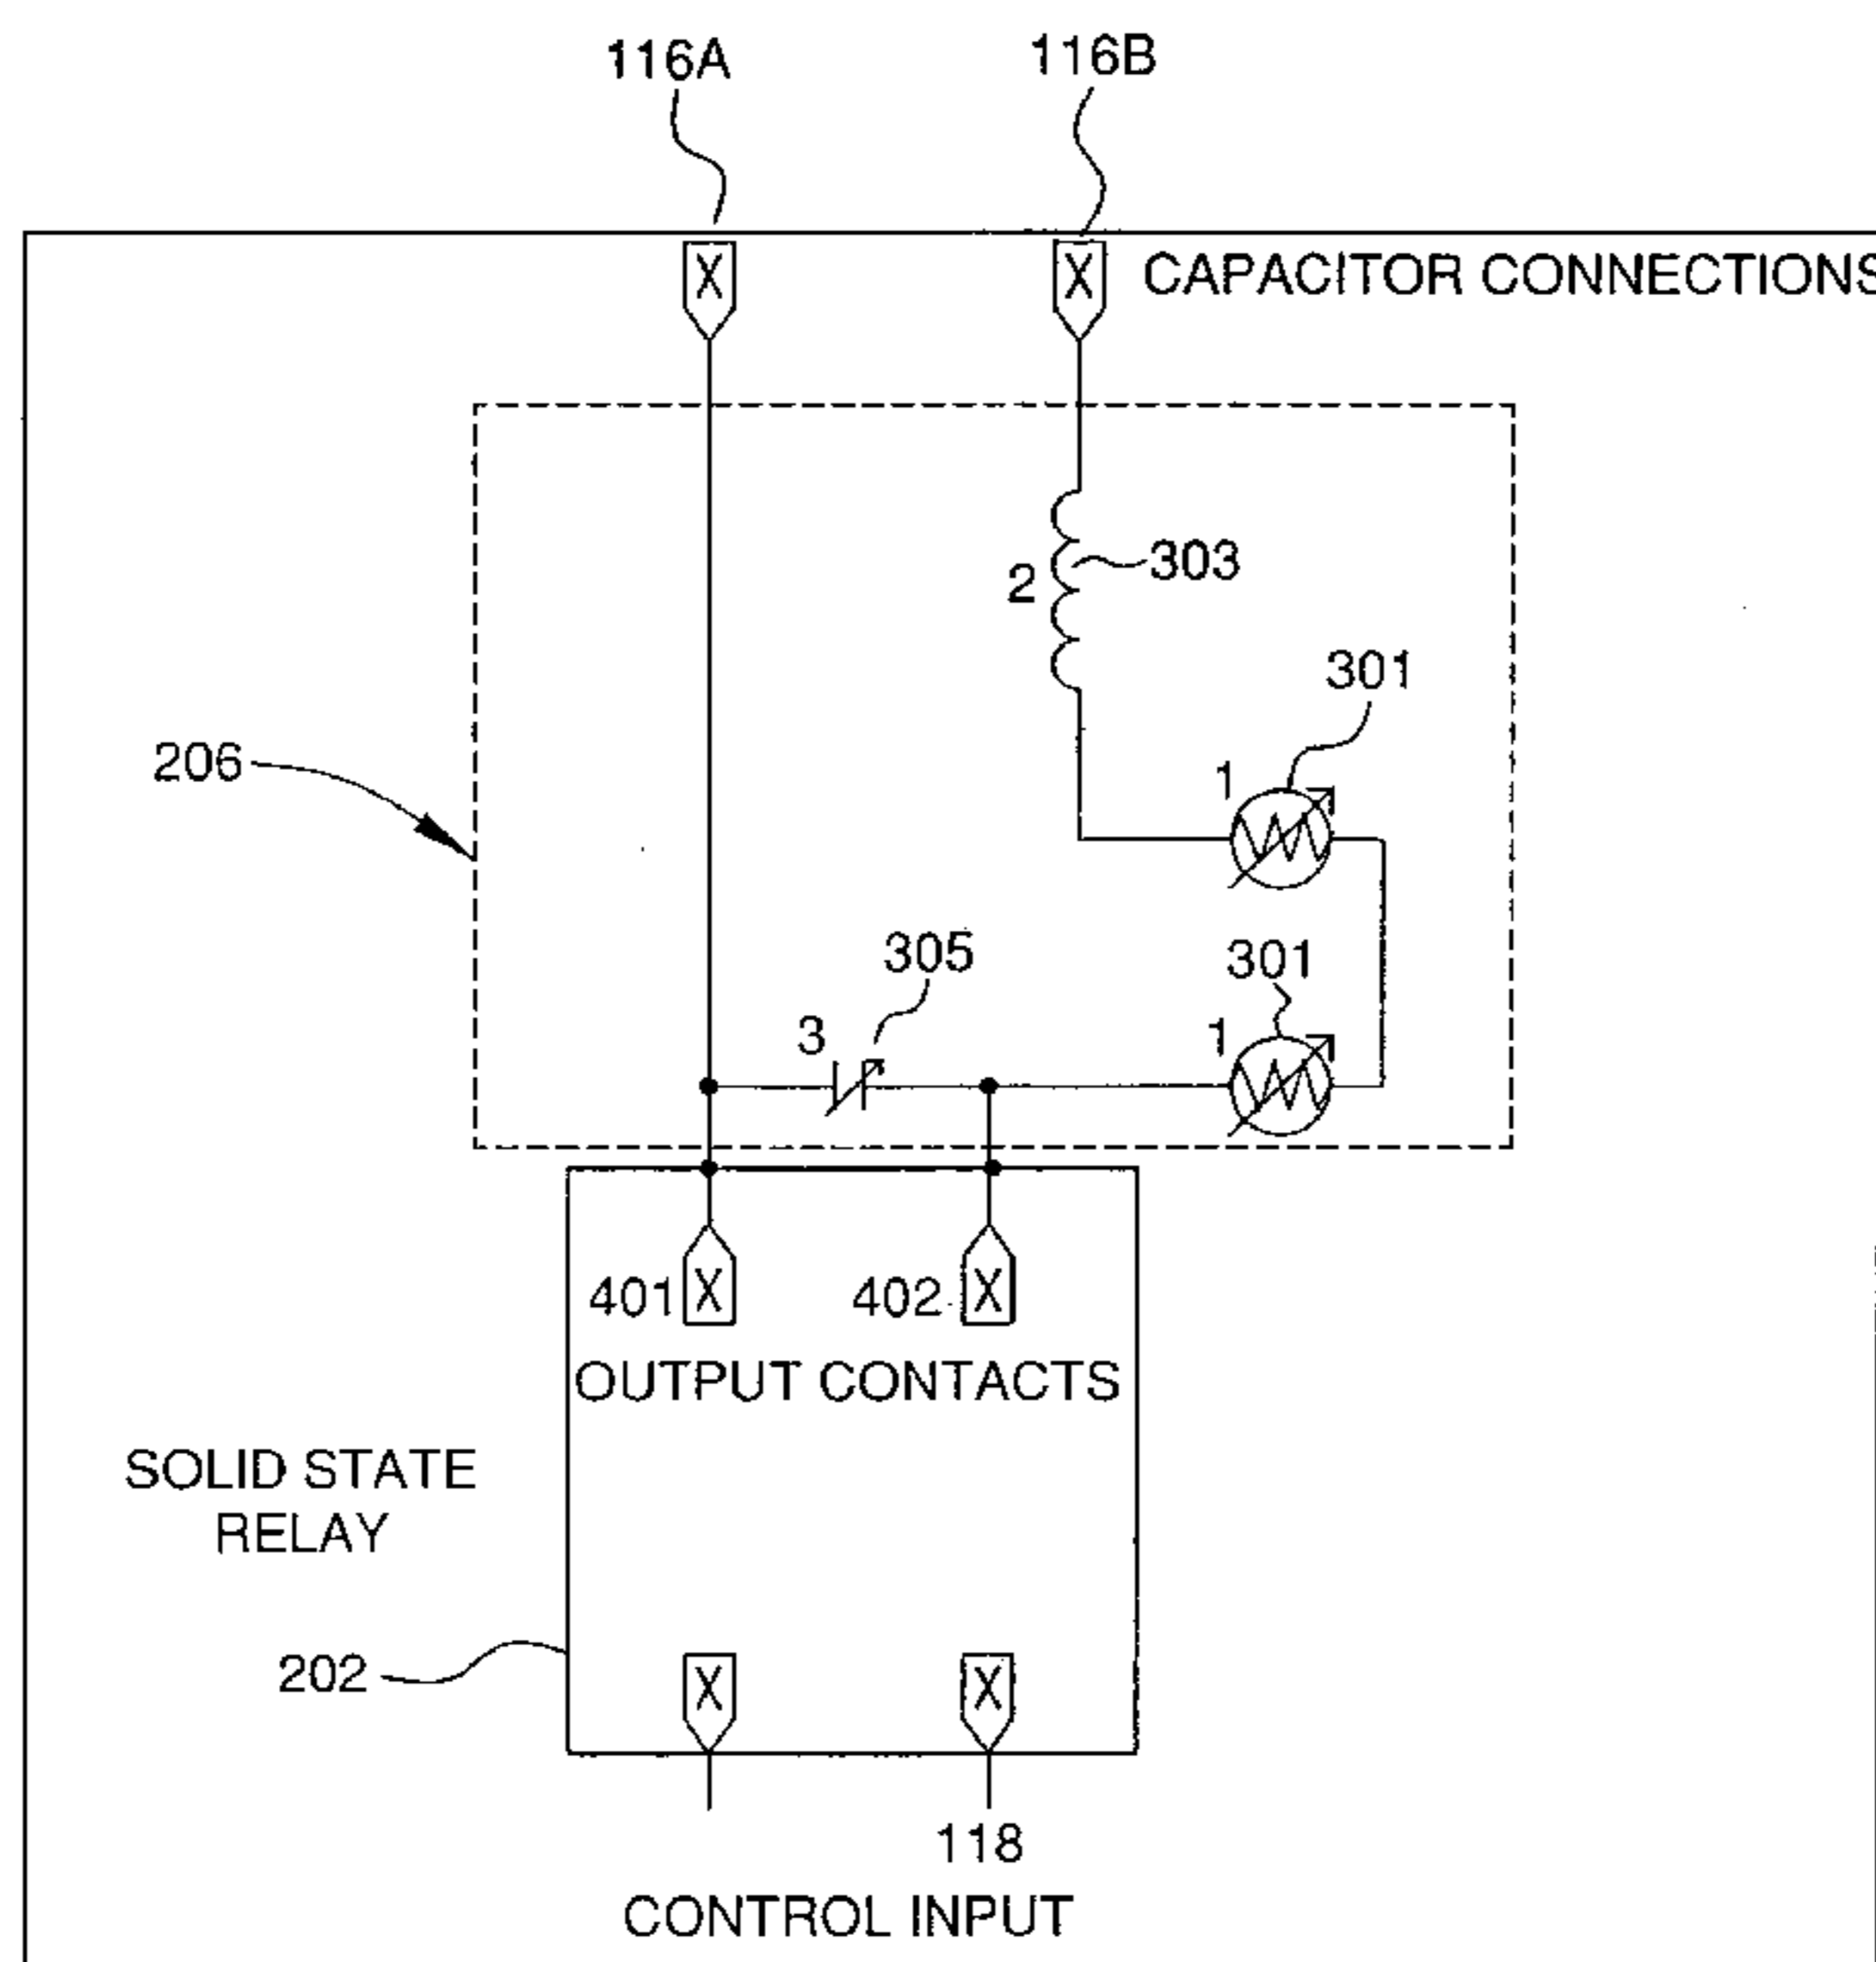 116A
116B
X
X
CAPACITOR CONNECTIONS
2
303
301
1
206
305
301
3
1
401
X
402
X
OUTPUT CONTACTS
SOLID STATE
RELAY
202
X
X
118
CONTROL INPUT